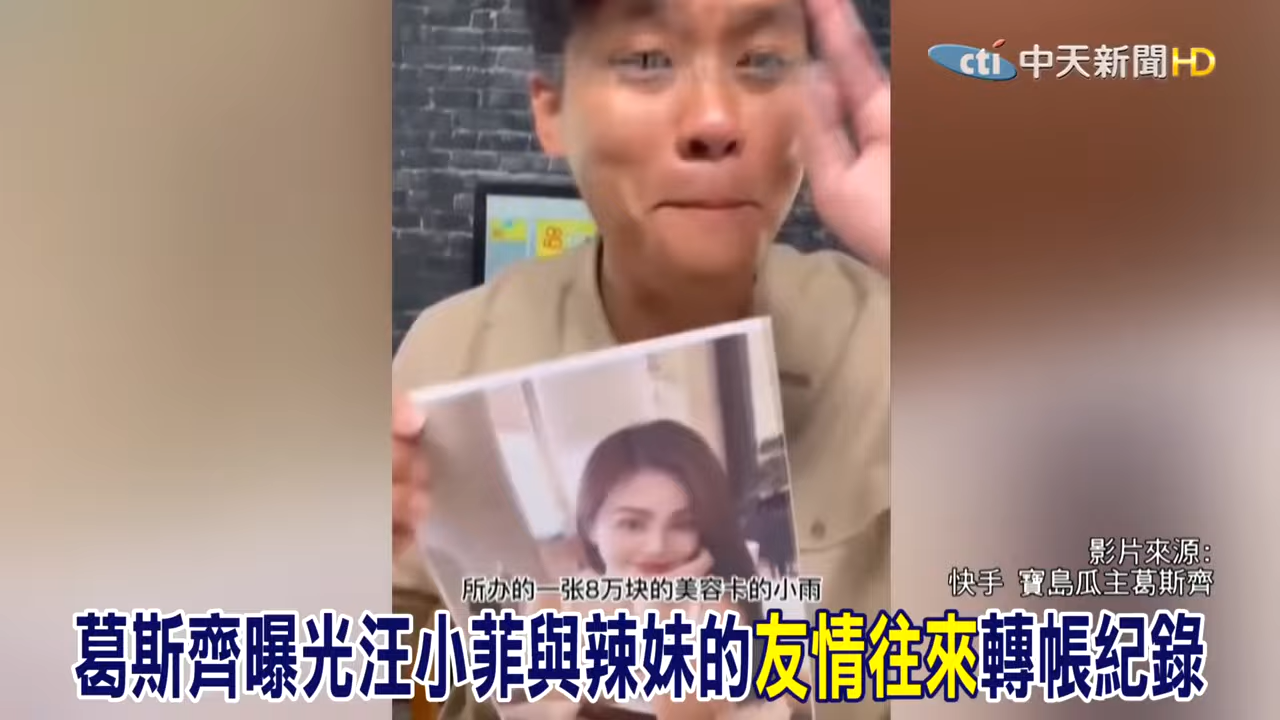 cti 中天新聞HD
影片來源:
快手 寶島瓜主葛斯齊
所办的一张8万块的美容卡的小雨
葛斯齊曝光汪小菲與辣妹的友情往來轉帳紀錄